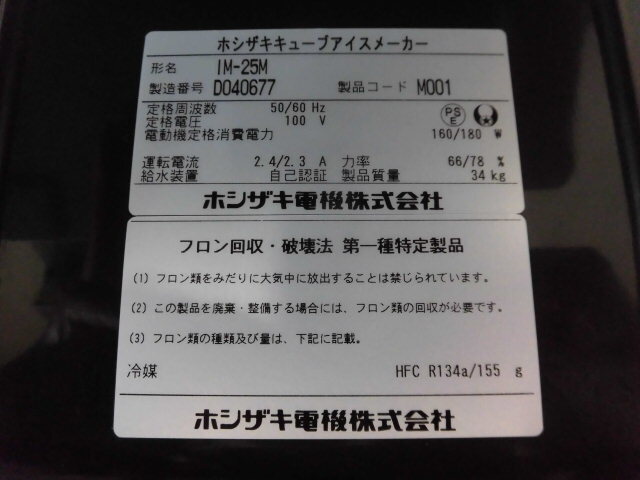 ホシザキキューブアイスメーカー
形名 IM-25M
製造番号 D040677 製品コード M001
定格周波数 50/60 Hz
定格電圧 100 V
PSE
電動機定格消費電力 160/180 W
運転電流 2.4/2.3 A 力率 66/78 %
給水装置 自己認証 製品質量 34 kg
ホシザキ電機株式会社
フロン回収・破壊法 第一種特定製品
(1) フロン類をみだりに大気中に放出することは禁じられています。
(2) この製品を廃棄・整備する場合には、フロン類の回収が必要です。
(3) フロン類の種類及び量は、下記に記載。
冷媒 HFC R134a/155 g
ホシザキ電機株式会社